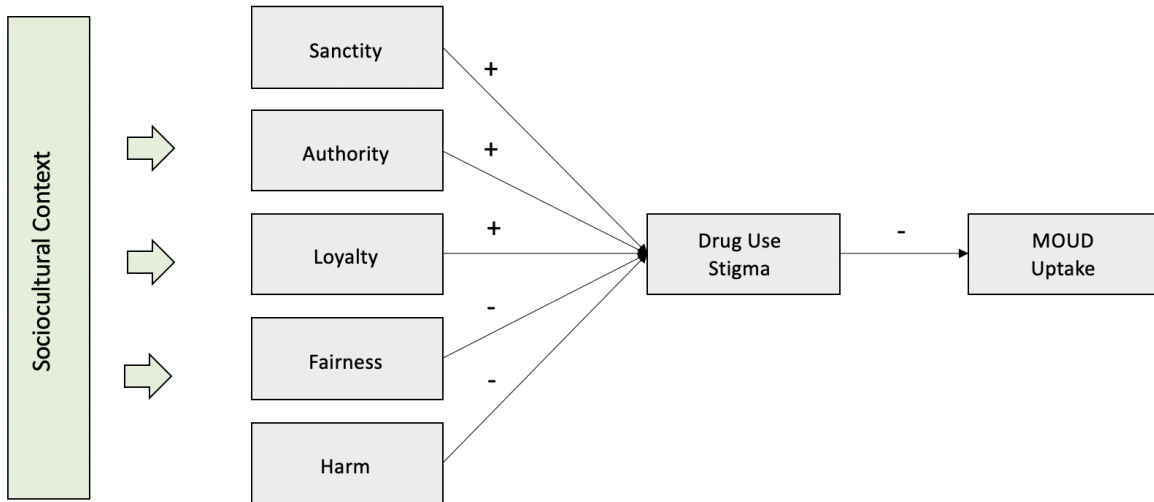 Sociocultural Context
Sanctity
Authority
Loyalty
Fairness
Harm
+
+
+
-
-
Drug Use
Stigma
-
MOUD
Uptake